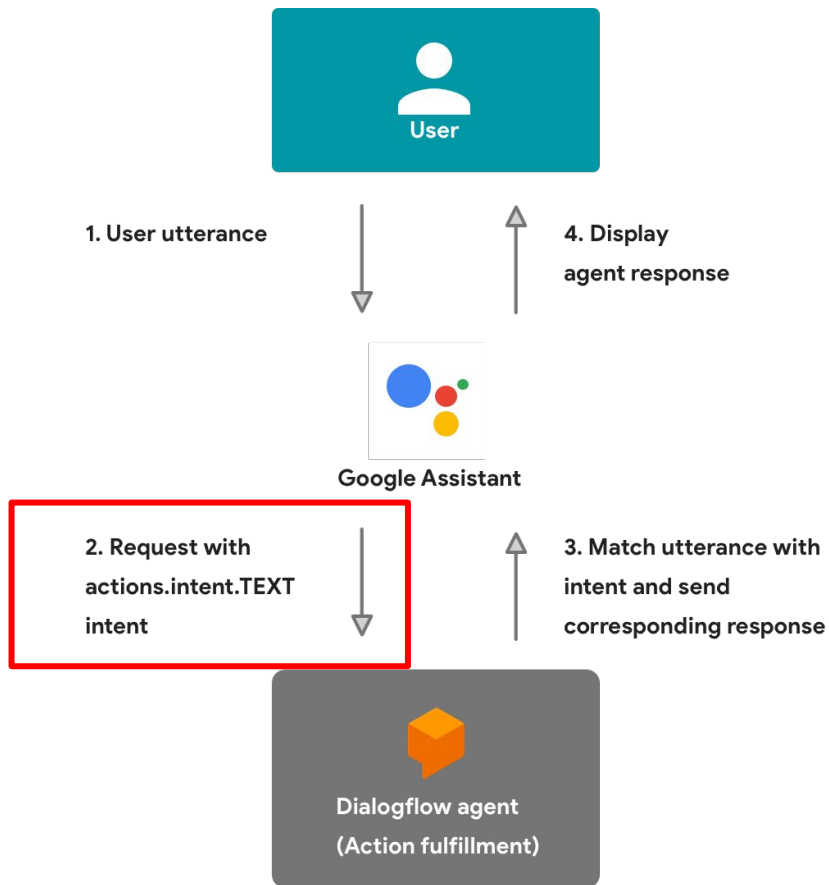 User
1. User utterance
4. Display
agent response
Google Assistant
2. Request with
actions.intent.TEXT
intent
3. Match utterance with
intent and send
corresponding response
Dialogflow agent
(Action fulfillment)